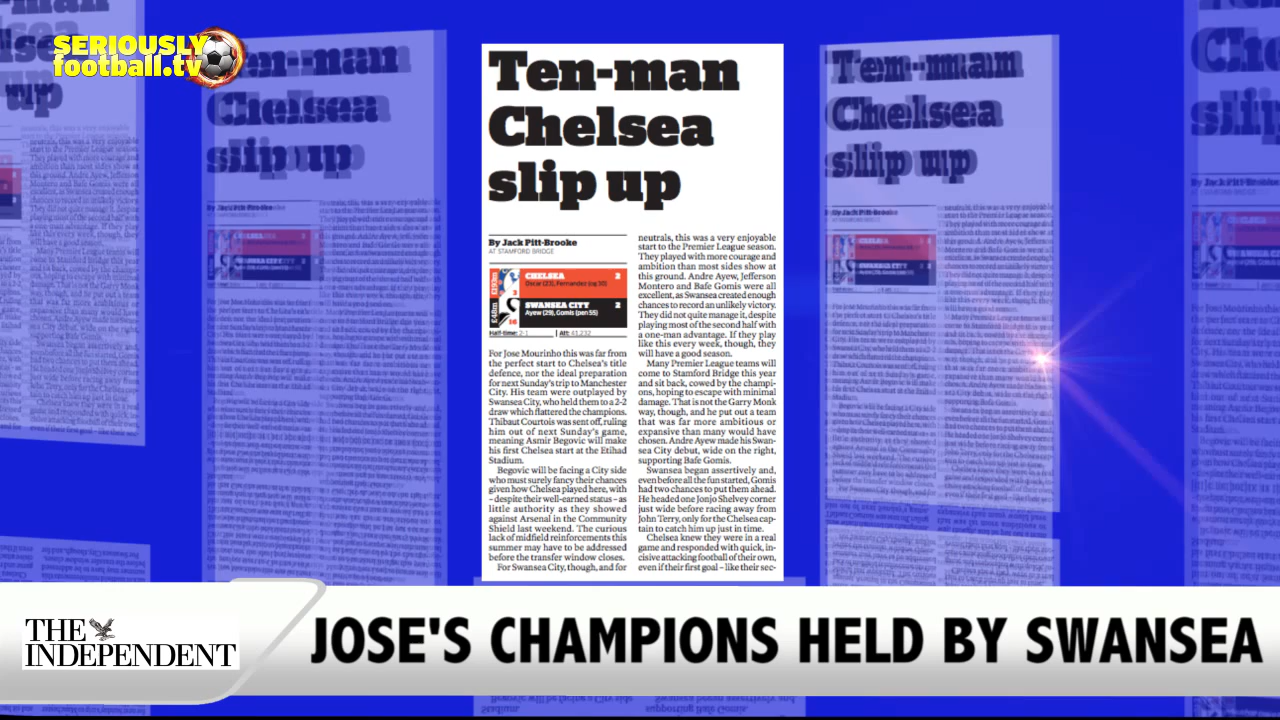 SERIOUSLY
football.tv
Ten-man
Chelsea
slip up
By Jack Pitt-Brooke
AT STAMFORD BRIDGE
CHELSEA 2
Oscar (23), Fernandez (og 30)
SWANSEA CITY 2
Ayew (29), Gomis (pen 55)
Half-time: 2-1 | Att: 41,232
For Jose Mourinho this was far from
the perfect start to Chelsea's title
defence, nor the ideal preparation
for next Sunday's trip to Manchester
City. His team were outplayed by
Swansea City, who held them to a 2-2
draw which flattered the champions.
Thibaut Courtois was sent off, ruling
him out of next Sunday's game,
meaning Asmir Begovic will make
his first Chelsea start at the Etihad
Stadium.
Begovic will be facing a City side
who must surely fancy their chances
given how Chelsea played here, with
– despite their well-earned status – as
little authority as they showed
against Arsenal in the Community
Shield last weekend. The curious
lack of midfield reinforcements this
summer may have to be addressed
before the transfer window closes.
For Swansea City, though, and for
neutrals, this was a very enjoyable
start to the Premier League season.
They played with more courage and
ambition than most sides show at
this ground. Andre Ayew, Jefferson
Montero and Bafe Gomis were all
excellent, as Swansea created enough
chances to record an unlikely victory.
They did not quite manage it, despite
playing most of the second half with
a one-man advantage. If they play
like this every week, though, they
will have a good season.
Many Premier League teams will
come to Stamford Bridge this year
and sit back, cowed by the champi-
ons, hoping to escape with minimal
damage. That is not the Garry Monk
way, though, and he put out a team
that was far more ambitious or
expansive than many would have
chosen. Andre Ayew made his Swan-
sea City debut, wide on the right,
supporting Bafe Gomis.
Swansea began assertively and,
even before all the fun started, Gomis
had two chances to put them ahead.
He headed one Jonjo Shelvey corner
just wide before racing away from
John Terry, only for the Chelsea cap-
tain to catch him up just in time.
Chelsea knew they were in a real
game and responded with quick, in-
cisive attacking football of their own,
even if their first goal – like their sec-
THE
INDEPENDENT
JOSE'S CHAMPIONS HELD BY SWANSEA